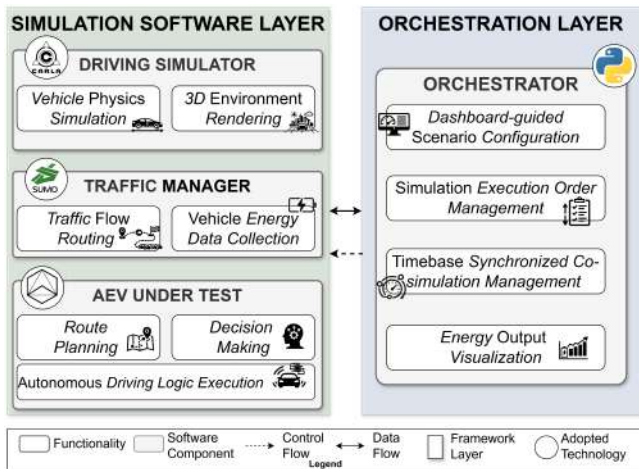 SIMULATION SOFTWARE LAYER
CARLA
DRIVING SIMULATOR
Vehicle Physics
Simulation
3D Environment
Rendering
SUMO
TRAFFIC MANAGER
Traffic Flow
Routing
Vehicle Energy
Data Collection
AEV UNDER TEST
Route
Planning
Decision
Making
Autonomous Driving Logic Execution
ORCHESTRATION LAYER
ORCHESTRATOR
Dashboard-guided
Scenario Configuration
Simulation Execution Order
Management
Timebase Synchronized Co-
simulation Management
Energy Output
Visualization
Functionality
Software
Component
Control
Flow
Data
Flow
Framework
Layer
Adopted
Technology
Legend